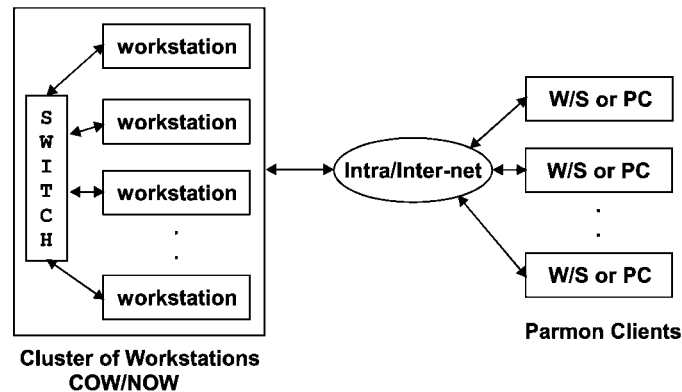 workstation
workstation
workstation
.
.
workstation
SWITCH
Cluster of Workstations
COW/NOW
Intra/Inter-net
W/S or PC
W/S or PC
.
.
W/S or PC
Parmon Clients